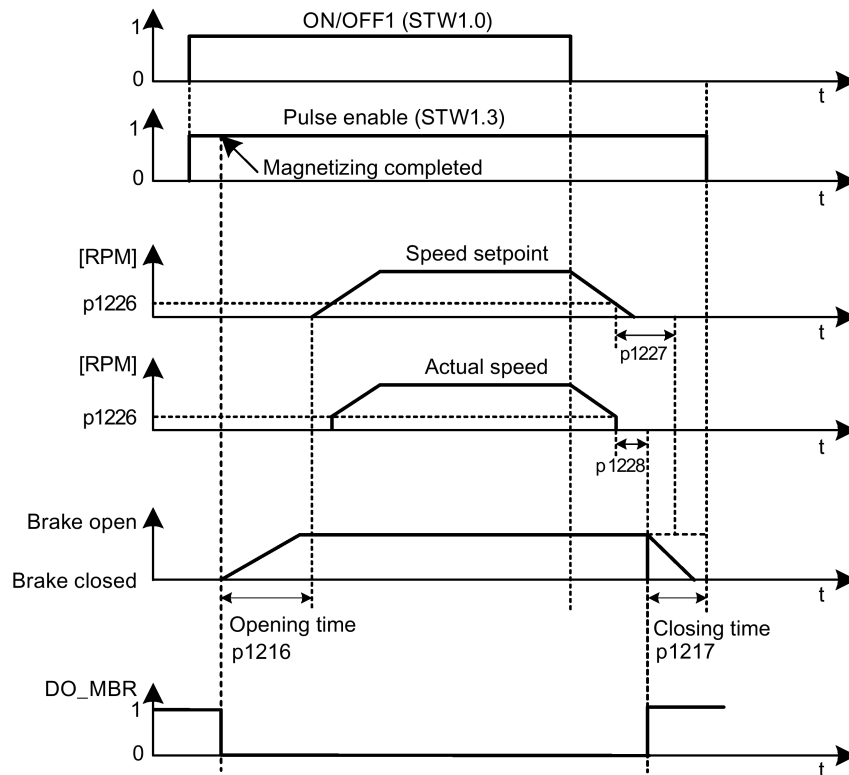 ON/OFF1 (STW1.0)
1
0
t
Pulse enable (STW1.3)
1
Magnetizing completed
0
t
[RPM]
Speed setpoint
p1226
t
p1227
[RPM]
Actual speed
p1226
t
p1228
Brake open
Brake closed
t
Opening time
p1216
Closing time
p1217
DO_MBR
1
0
t